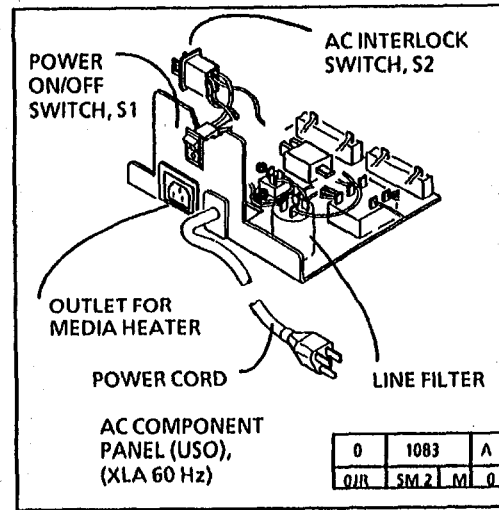 AC INTERLOCK
SWITCH, S2
POWER
ON/OFF
SWITCH, S1
OUTLET FOR
MEDIA HEATER
POWER CORD
LINE FILTER
AC COMPONENT
PANEL (USO),
(XLA 60 Hz)
0 1083 A
0JR SM 2 M 0